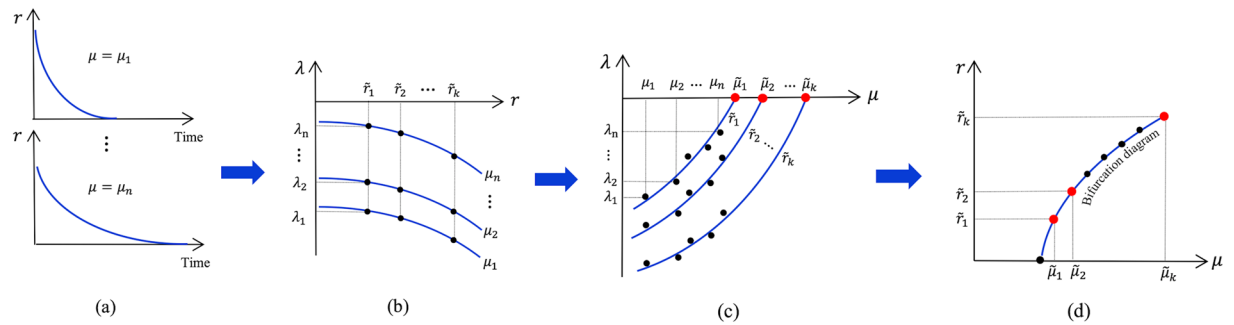 r
μ = μ₁
Time
⋮
r
μ = μₙ
Time
(a)
λ
r̃₁ r̃₂ ⋯ r̃ₖ
r
λₙ
⋮
λ₂
λ₁
μₙ
⋮
μ₂
μ₁
(b)
λ
μ₁ μ₂ ⋯ μₙ μ̃₁ μ̃₂ ⋯ μ̃ₖ
μ
λₙ
⋮
λ₂
λ₁
r̃₁
r̃₂ ⋯
r̃ₖ
(c)
r
r̃ₖ
r̃₂
r̃₁
Bifurcation diagram
μ̃₁ μ̃₂ μ̃ₖ
μ
(d)